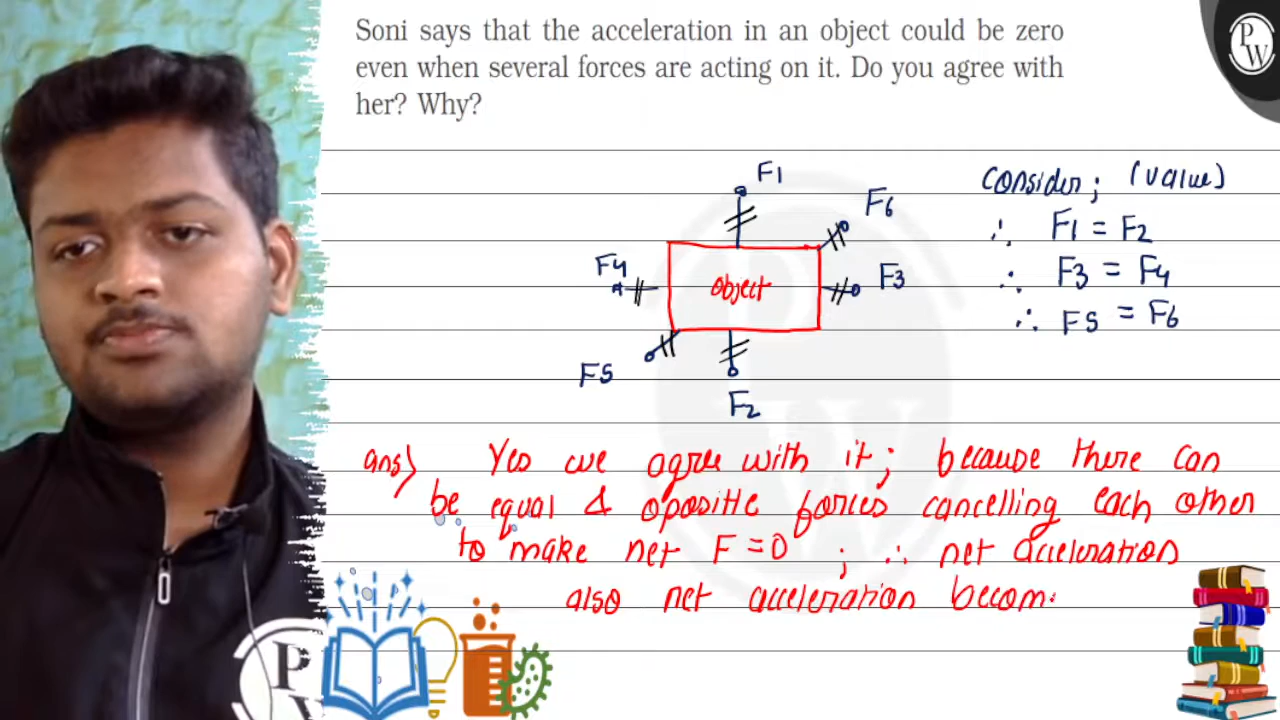 Soni says that the acceleration in an object could be zero
even when several forces are acting on it. Do you agree with
her? Why?
PW
F1
F6
F4
object
F3
F5
F2
consider; (value)
∴ F1 = F2
∴ F3 = F4
∴ F5 = F6
ans) Yes we agree with it; because there can
be equal & opositte forces cancelling each other
to make net F = 0 ; ∴ net acceleration
also net acceleration becom
PW